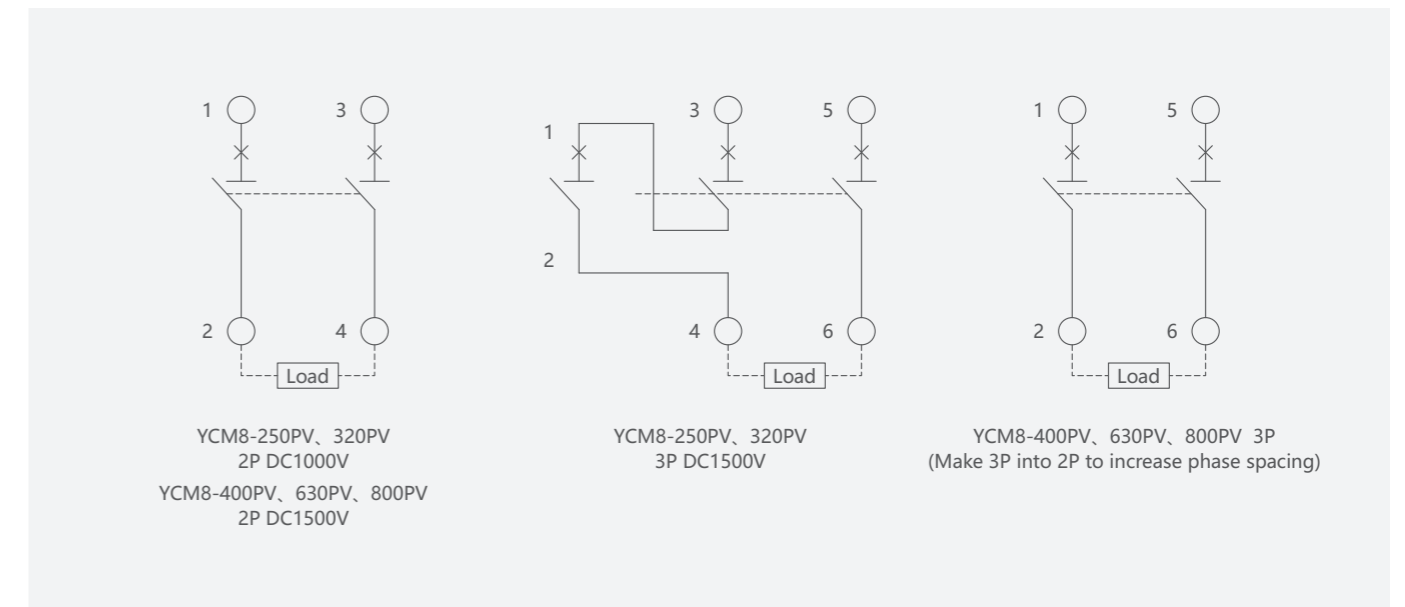 1 3
2 4
Load
YCM8-250PV、320PV
2P DC1000V
YCM8-400PV、630PV、800PV
2P DC1500V
1 3 5
2
4 6
Load
YCM8-250PV、320PV
3P DC1500V
1 5
2 6
Load
YCM8-400PV、630PV、800PV 3P
(Make 3P into 2P to increase phase spacing)